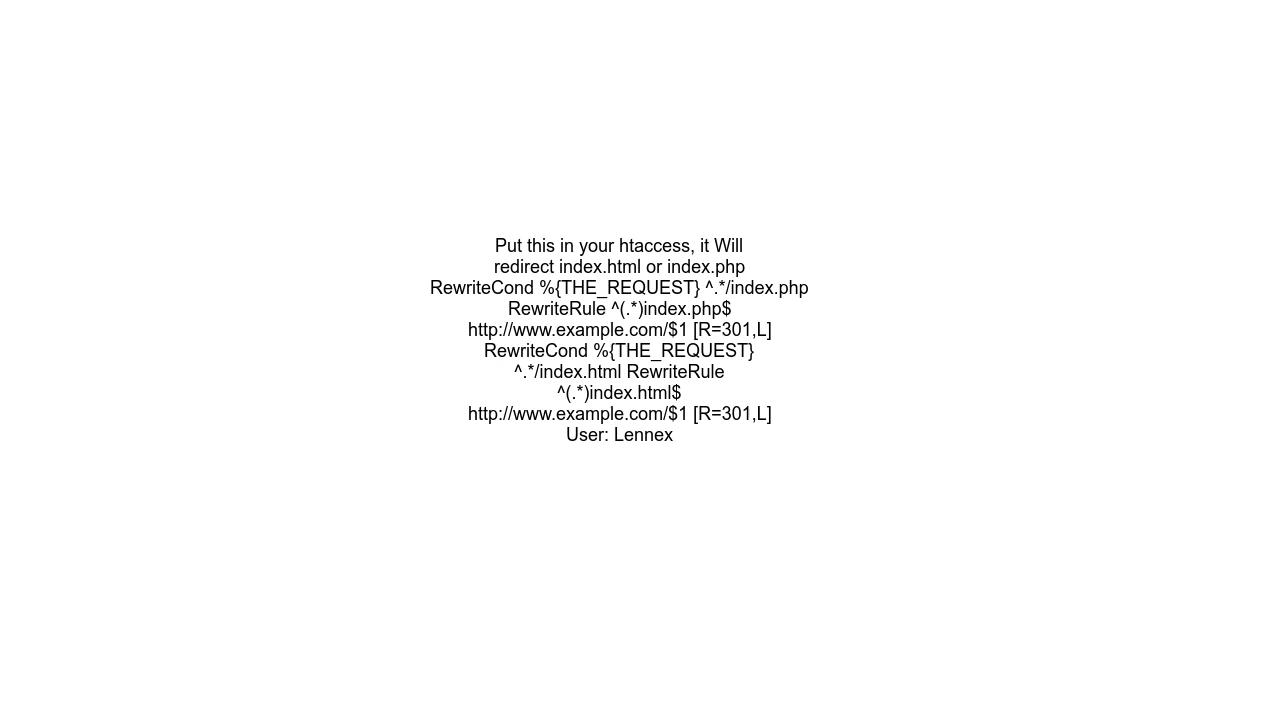 Put this in your htaccess, it Will
redirect index.html or index.php
RewriteCond %{THE_REQUEST} ^.*/index.php
RewriteRule ^(.*)index.php$
http://www.example.com/$1 [R=301,L]
RewriteCond %{THE_REQUEST}
^.*/index.html RewriteRule
^(.*)index.html$
http://www.example.com/$1 [R=301,L]
User: Lennex